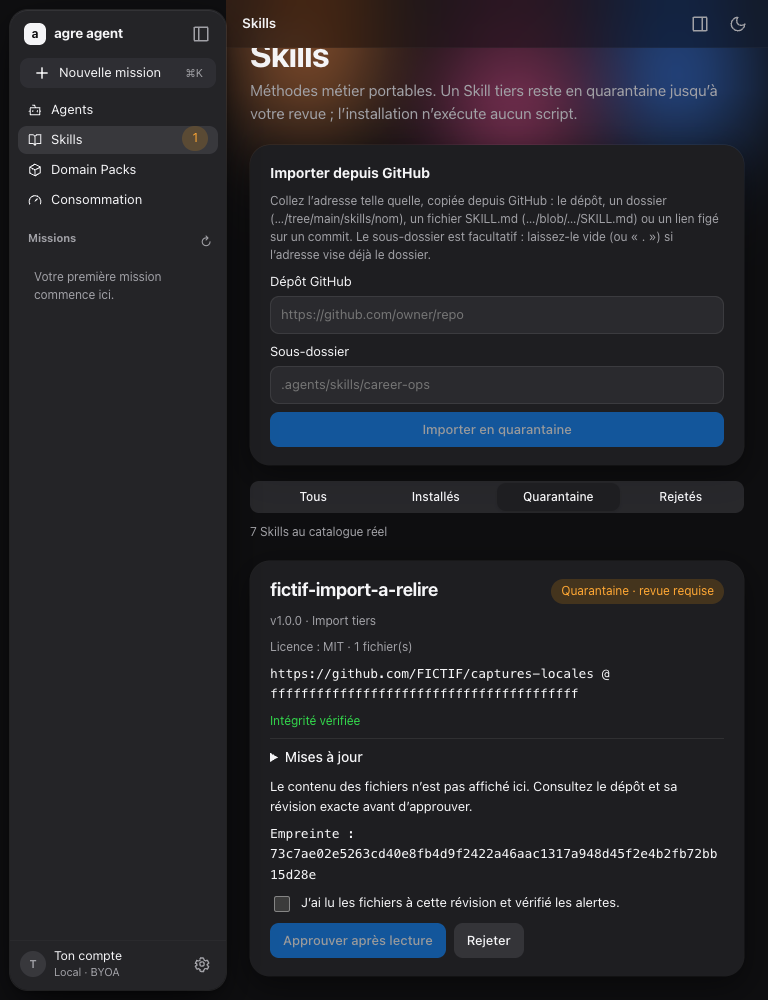 a agre agent
Nouvelle mission ⌘K
Agents
Skills 1
Domain Packs
Consommation
Missions
Votre première mission
commence ici.
T
Ton compte
Local · BYOA
Skills
Skills
Méthodes métier portables. Un Skill tiers reste en quarantaine jusqu’à
votre revue ; l’installation n’exécute aucun script.
Importer depuis GitHub
Collez l’adresse telle quelle, copiée depuis GitHub : le dépôt, un dossier
(…/tree/main/skills/nom), un fichier SKILL.md (…/blob/…/SKILL.md) ou un lien figé
sur un commit. Le sous-dossier est facultatif : laissez-le vide (ou « . ») si
l’adresse vise déjà le dossier.
Dépôt GitHub
https://github.com/owner/repo
Sous-dossier
.agents/skills/career-ops
Importer en quarantaine
Tous Installés Quarantaine Rejetés
7 Skills au catalogue réel
fictif-import-a-relire Quarantaine · revue requise
v1.0.0 · Import tiers
Licence : MIT · 1 fichier(s)
https://github.com/FICTIF/captures-locales @
ffffffffffffffffffffffffffffffffffffffff
Intégrité vérifiée
Mises à jour
Le contenu des fichiers n’est pas affiché ici. Consultez le dépôt et sa
révision exacte avant d’approuver.
Empreinte :
73c7ae02e5263cd40e8fb4d9f2422a46aac1317a948d45f2e4b2fb72bb
15d28e
J’ai lu les fichiers à cette révision et vérifié les alertes.
Approuver après lecture Rejeter